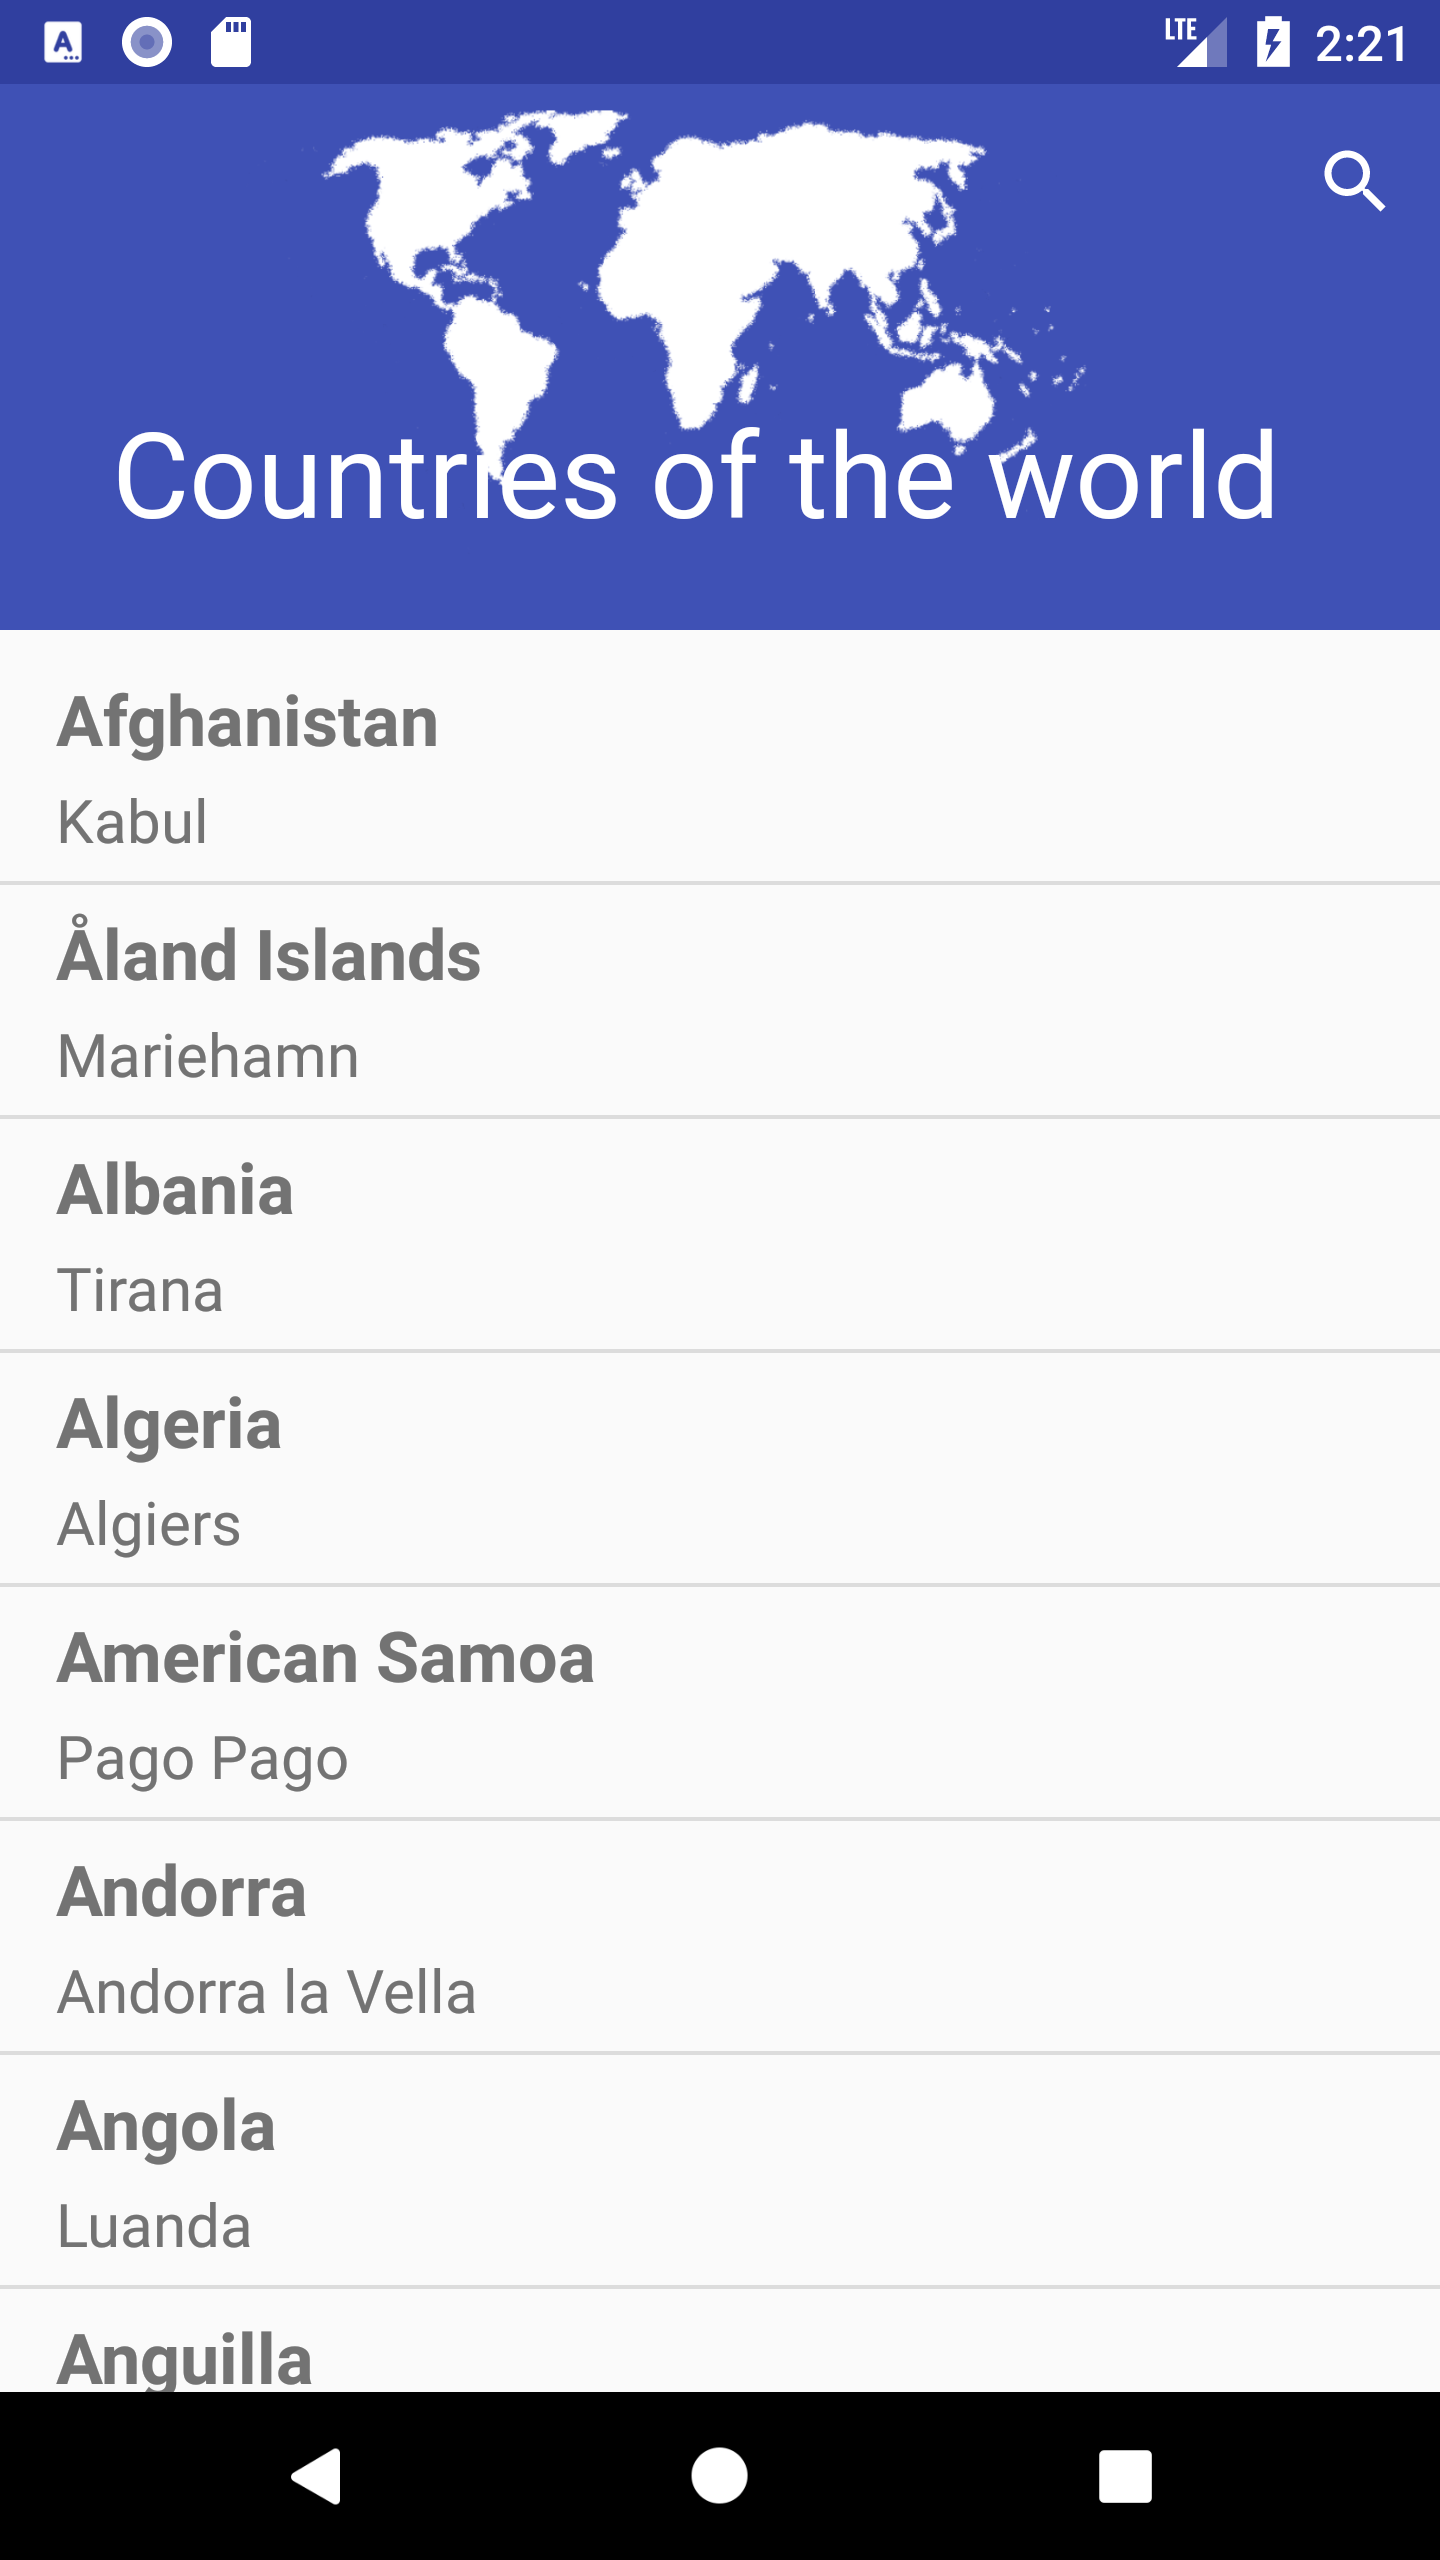 A
LTE
2:21
Countries of the world
Afghanistan
Kabul
Åland Islands
Mariehamn
Albania
Tirana
Algeria
Algiers
American Samoa
Pago Pago
Andorra
Andorra la Vella
Angola
Luanda
Anguilla